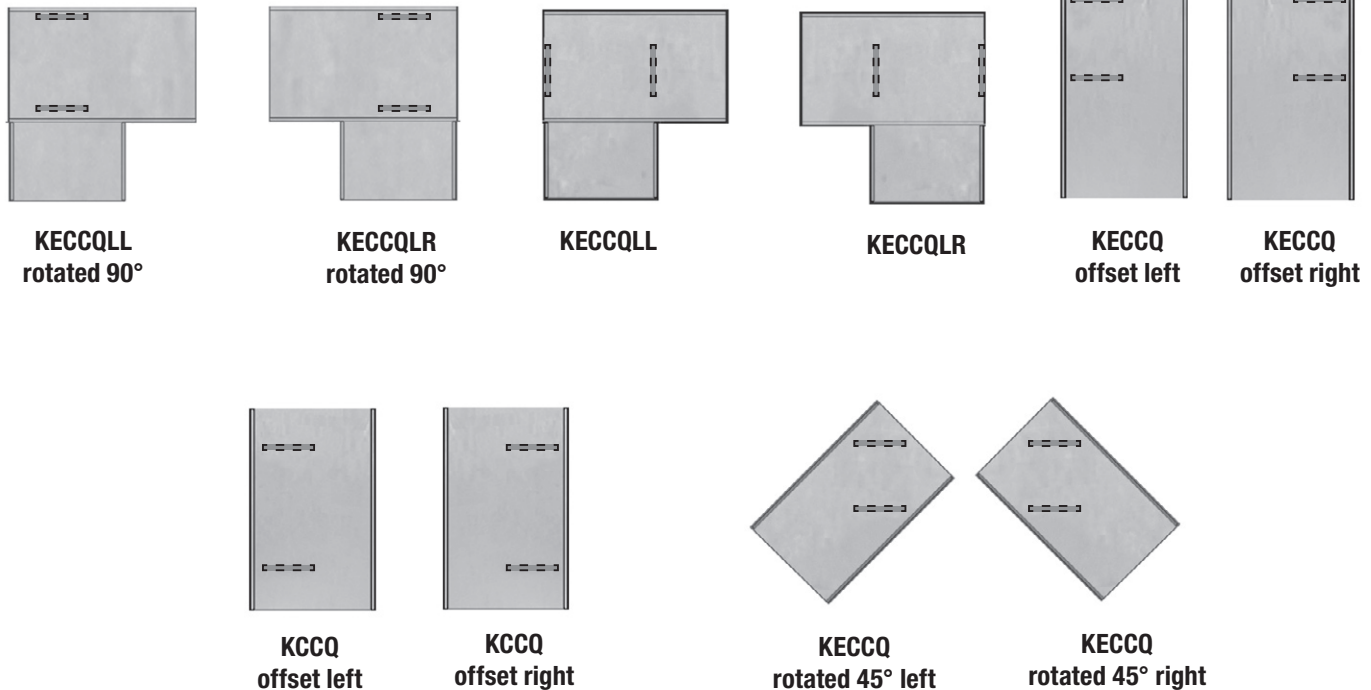 KECCQLL
rotated 90°
KECCQLR
rotated 90°
KECCQLL
KECCQLR
KECCQ
offset left
KECCQ
offset right
KCCQ
offset left
KCCQ
offset right
KECCQ
rotated 45° left
KECCQ
rotated 45° right